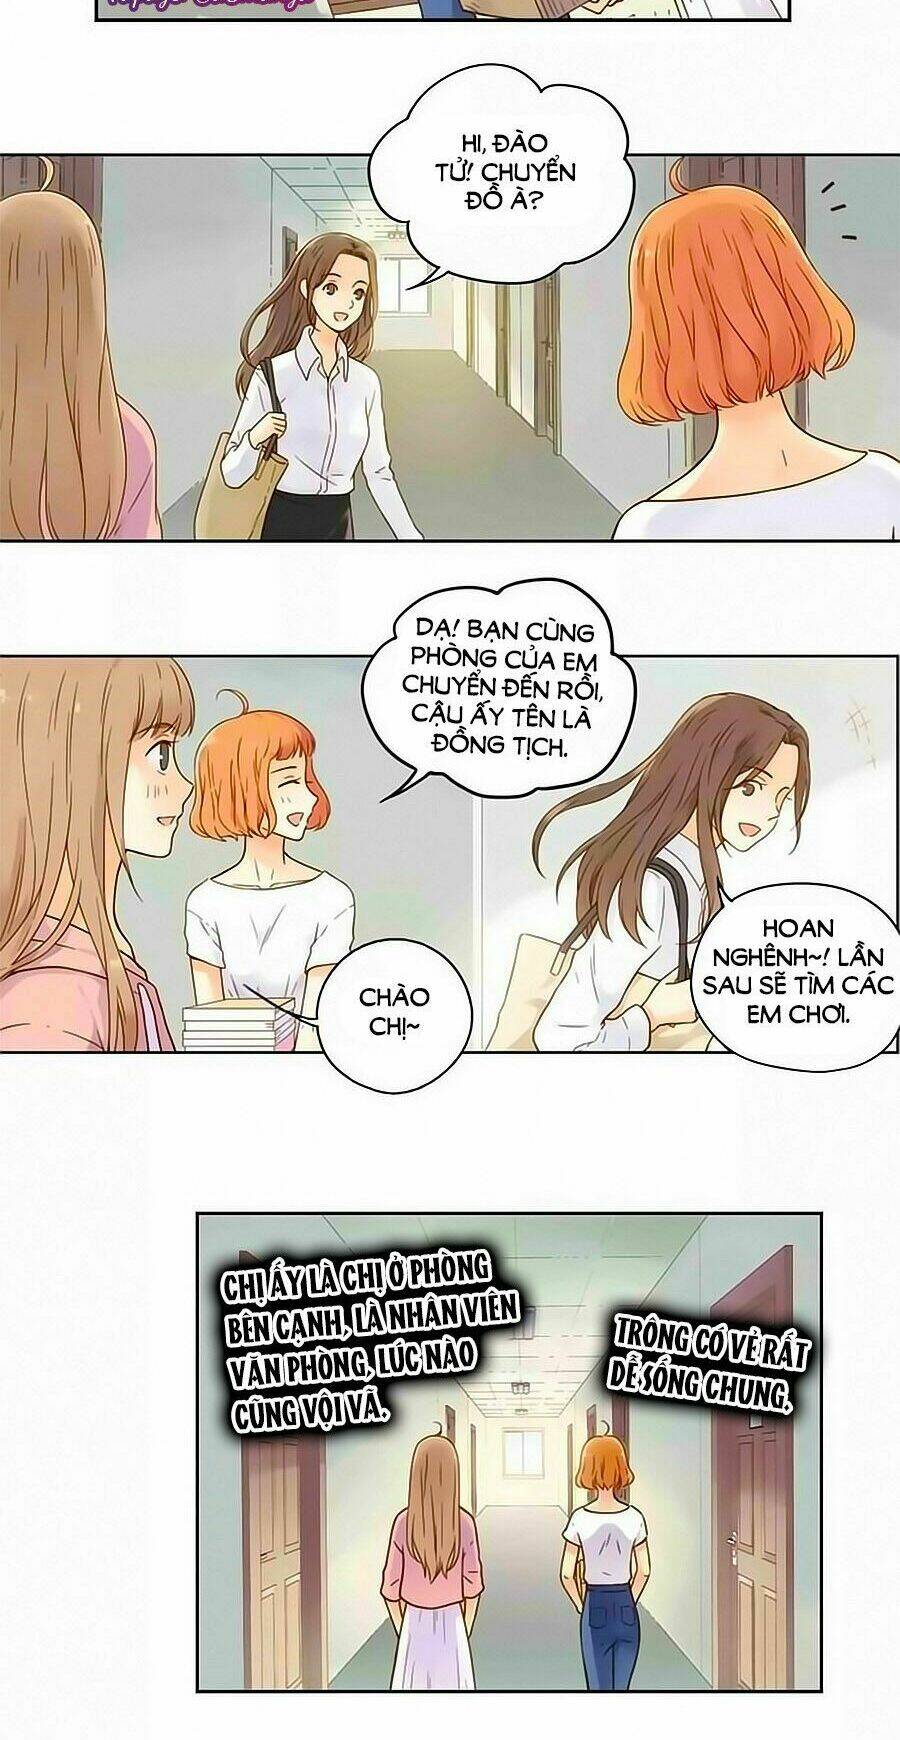 HI, ĐÀO
TỬ! CHUYỂN
ĐỒ À?
DẠ! BẠN CÙNG
PHÒNG CỦA EM
CHUYỂN ĐẾN RỒI,
CẬU ẤY TÊN LÀ
ĐỒNG TỊCH.
HOAN
NGHÊNH~! LẦN
SAU SẼ TÌM CÁC
EM CHƠI.
CHÀO
CHỊ~
CHỊ ẤY LÀ CHỊ Ở PHÒNG
BÊN CẠNH, LÀ NHÂN VIÊN
VĂN PHÒNG, LÚC NÀO
CŨNG VỘI VÃ.
TRÔNG CÓ VẺ RẤT
DỄ SỐNG CHUNG.